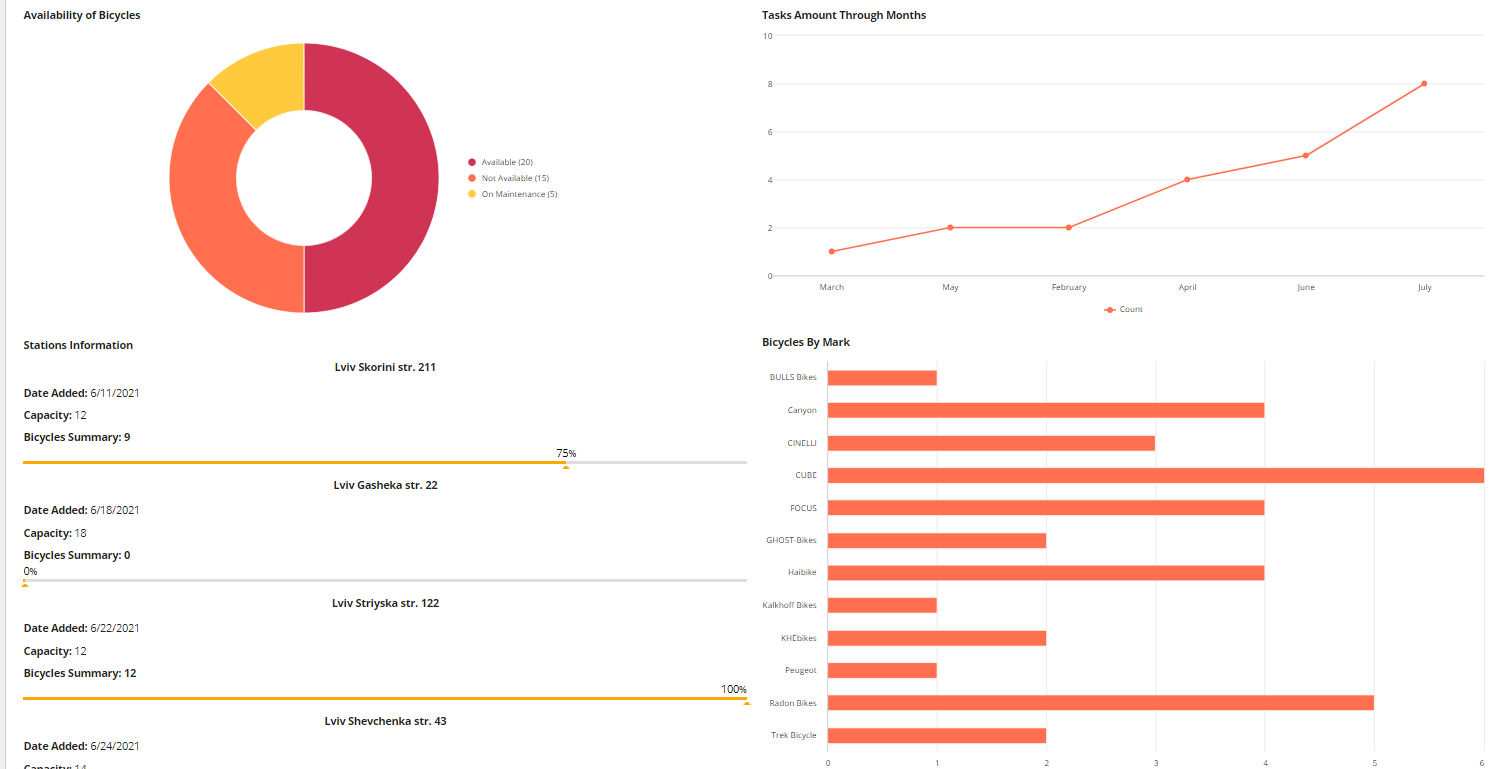 Availability of Bicycles
Available (20)
Not Available (15)
On Maintenance (5)
Tasks Amount Through Months
10
8
6
4
2
0
March May February April June July
Count
Stations Information
Lviv Skorini str. 211
Date Added: 6/11/2021
Capacity: 12
Bicycles Summary: 9
75%
Lviv Gasheka str. 22
Date Added: 6/18/2021
Capacity: 18
Bicycles Summary: 0
0%
Lviv Striyska str. 122
Date Added: 6/22/2021
Capacity: 12
Bicycles Summary: 12
100%
Lviv Shevchenka str. 43
Date Added: 6/24/2021
Capacity: 14
Bicycles By Mark
BULLS Bikes
Canyon
CINELLI
CUBE
FOCUS
GHOST-Bikes
Haibike
Kalkhoff Bikes
KHEbikes
Peugeot
Radon Bikes
Trek Bicycle
0 1 2 3 4 5 6